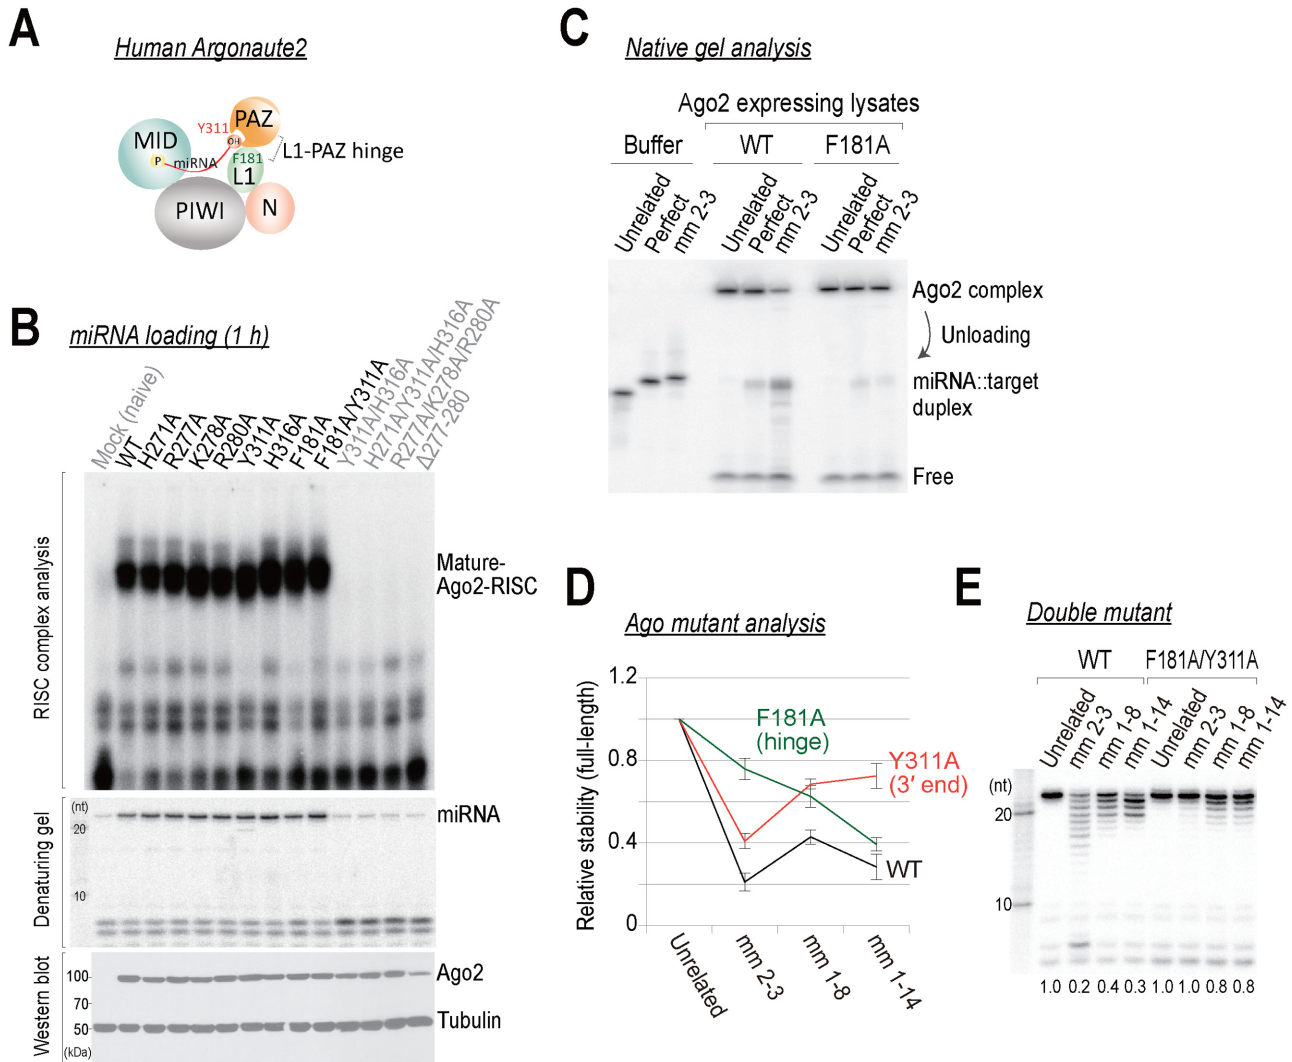 A
Human Argonaute2
MID
PAZ
Y311
OH
P
miRNA
F181
L1
L1-PAZ hinge
PIWI
N
B
miRNA loading (1 h)
Mock (naive)
WT
H271A
R277A
K278A
R280A
Y311A
H316A
F181A
F181A/Y311A
Y311A/H316A
H271A/Y311A/H316A
R277A/K278A/R280A
Δ277-280
RISC complex analysis
Mature-
Ago2-RISC
Denaturing gel
(nt)
20
10
miRNA
Western blot
100
70
50
(kDa)
Ago2
Tubulin
C
Native gel analysis
Ago2 expressing lysates
Buffer
WT
F181A
Unrelated
Perfect
mm 2-3
Unrelated
Perfect
mm 2-3
Unrelated
Perfect
mm 2-3
Ago2 complex
Unloading
miRNA::target
duplex
Free
D
Ago mutant analysis
Relative stability (full-length)
1.2
0.8
0.4
0
F181A
(hinge)
Y311A
(3′ end)
WT
Unrelated
mm 2-3
mm 1-8
mm 1-14
E
Double mutant
WT
F181A/Y311A
Unrelated
mm 2-3
mm 1-8
mm 1-14
Unrelated
mm 2-3
mm 1-8
mm 1-14
(nt)
20
10
1.0 0.2 0.4 0.3 1.0 1.0 0.8 0.8